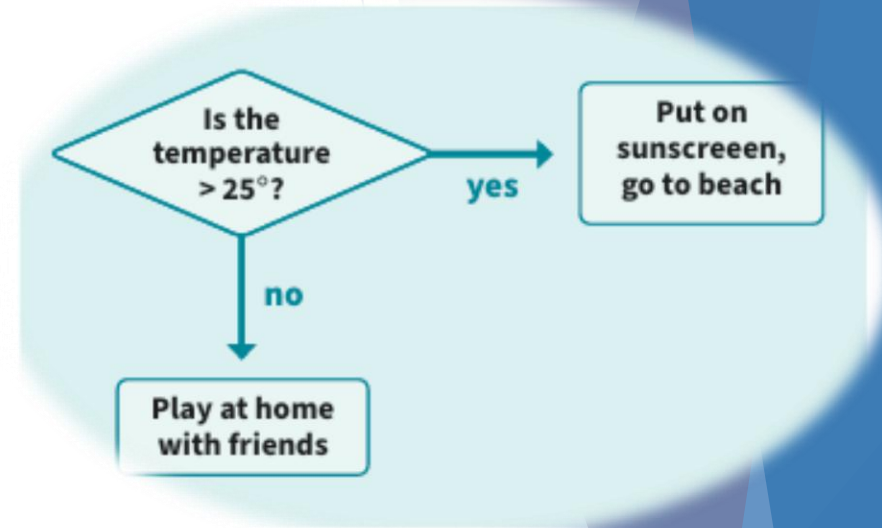 Is the
temperature
> 25°?
yes
Put on
sunscreeen,
go to beach
no
Play at home
with friends